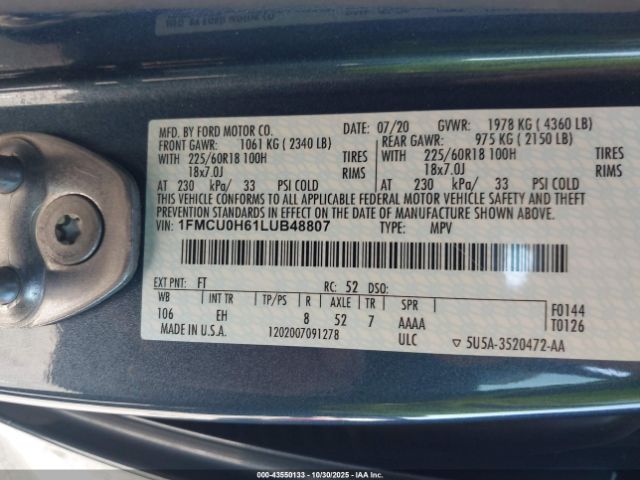 MFD. BY FORD MOTOR CO. DATE: 07/20 GVWR: 1978 KG ( 4360 LB)
FRONT GAWR: 1061 KG ( 2340 LB) REAR GAWR: 975 KG ( 2150 LB)
WITH 225/60R18 100H TIRES WITH 225/60R18 100H TIRES
18x7.0J RIMS 18x7.0J RIMS
AT 230 kPa/ 33 PSI COLD AT 230 kPa/ 33 PSI COLD
THIS VEHICLE CONFORMS TO ALL APPLICABLE FEDERAL MOTOR VEHICLE SAFETY AND THEFT
PREVENTION STANDARDS IN EFFECT ON THE DATE OF MANUFACTURE SHOWN ABOVE.
VIN: 1FMCU0H61LUB48807 TYPE: MPV
EXT PNT: FT RC: 52 DSO:
WB INT TR TP/PS R AXLE TR SPR F0144
106 EH 8 52 7 AAAA T0126
MADE IN U.S.A. 1202007091278 ULC ▽ 5U5A-3520472-AA
000-43550133 - 10/30/2025 - IAAI.COM